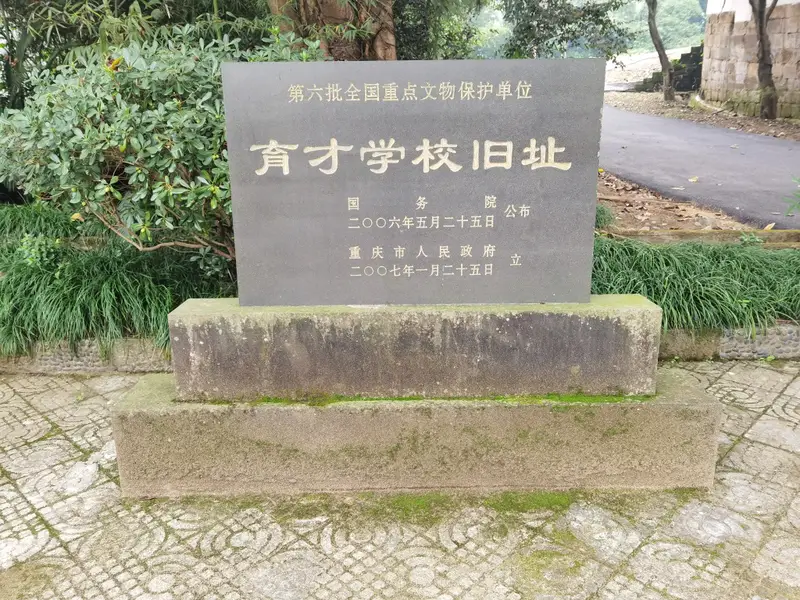 第六批全国重点文物保护单位
育才学校旧址
国务院
二〇〇六年五月二十五日 公布
重庆市人民政府
二〇〇七年一月二十五日 立